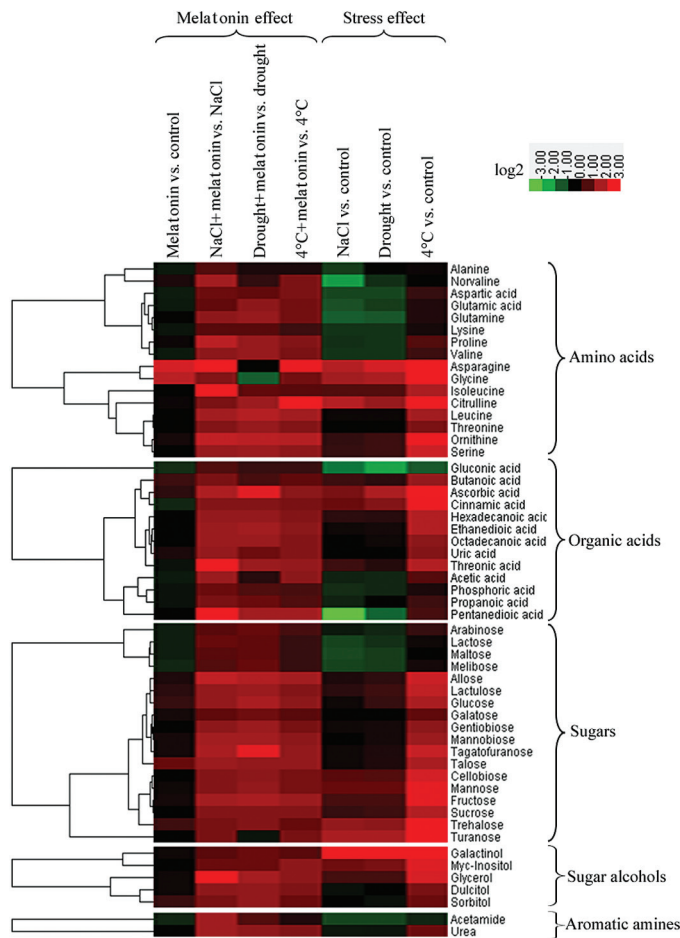 Melatonin effect
Stress effect
Melatonin vs. control
NaCl+ melatonin vs. NaCl
Drought+ melatonin vs. drought
4°C+ melatonin vs. 4°C
NaCl vs. control
Drought vs. control
4°C vs. control
log2
-3.00
-2.00
-1.00
0.00
1.00
2.00
3.00
Alanine
Norvaline
Aspartic acid
Glutamic acid
Glutamine
Lysine
Proline
Valine
Asparagine
Glycine
Isoleucine
Citrulline
Leucine
Threonine
Ornithine
Serine
Amino acids
Gluconic acid
Butanoic acid
Ascorbic acid
Cinnamic acid
Hexadecanoic acid
Ethanedioic acid
Octadecanoic acid
Uric acid
Threonic acid
Acetic acid
Phosphoric acid
Propanoic acid
Pentanedioic acid
Organic acids
Arabinose
Lactose
Maltose
Melibose
Allose
Lactulose
Glucose
Galatose
Gentiobiose
Mannobiose
Tagatofuranose
Talose
Cellobiose
Mannose
Fructose
Sucrose
Trehalose
Turanose
Sugars
Galactinol
Myc-Inositol
Glycerol
Dulcitol
Sorbitol
Sugar alcohols
Acetamide
Urea
Aromatic amines